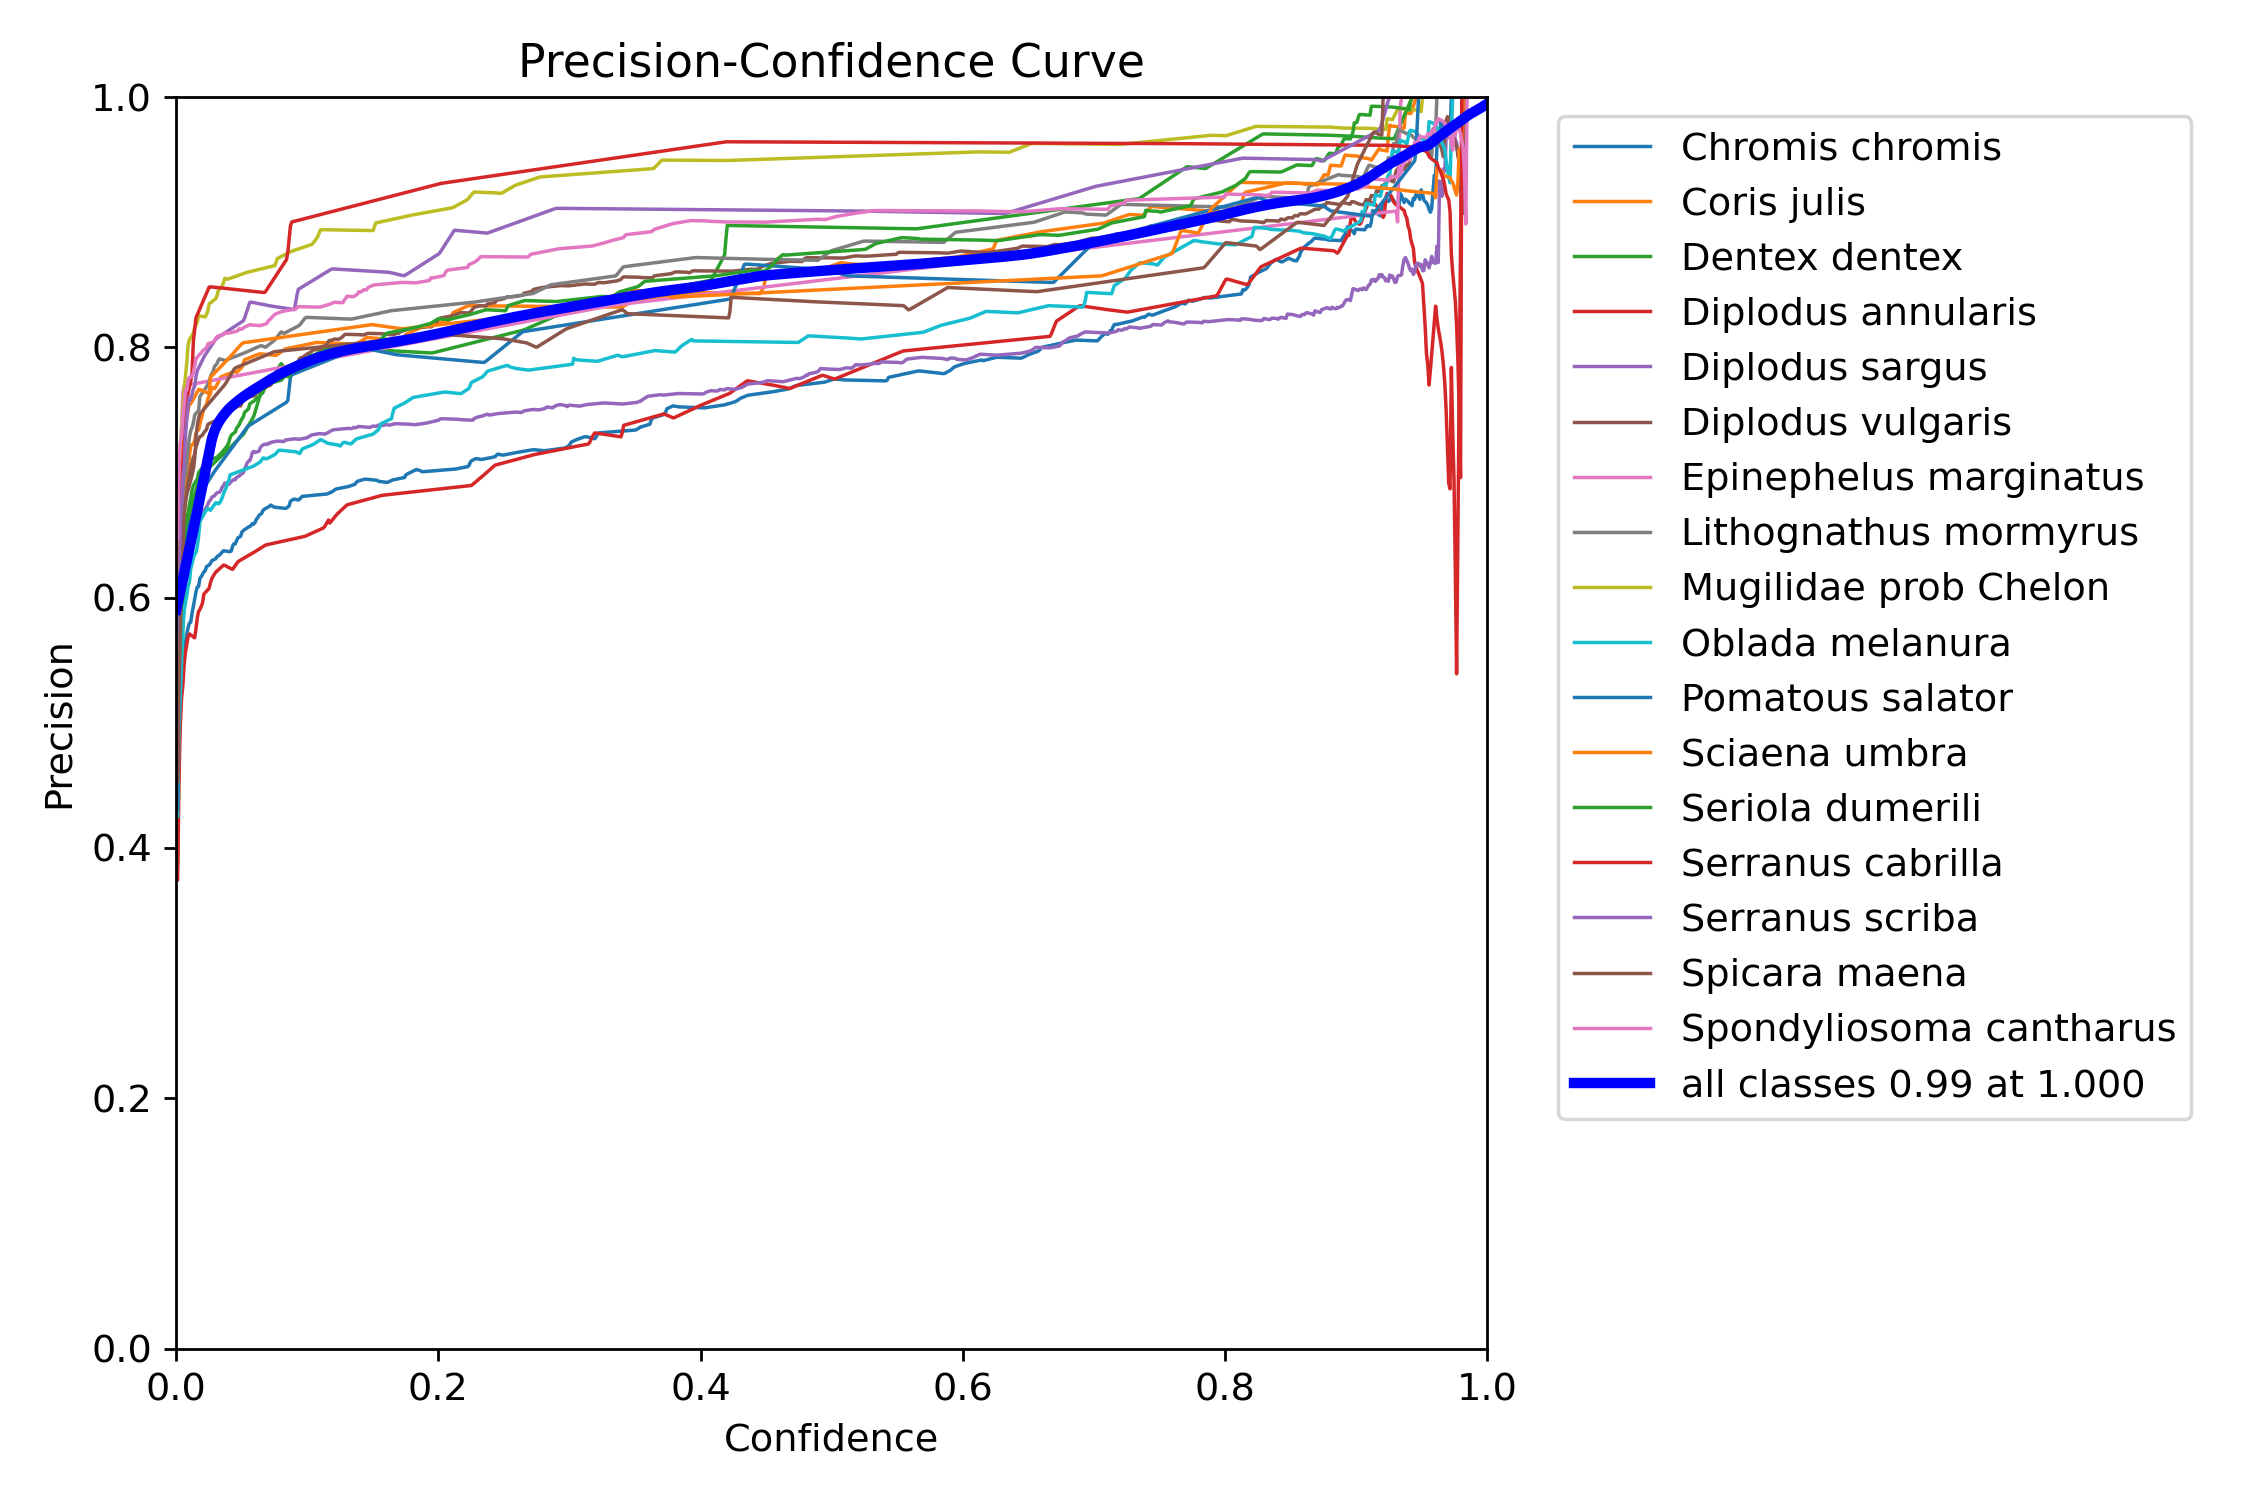 Precision-Confidence Curve
1.0
0.8
0.6
0.4
0.2
0.0
Precision
0.0 0.2 0.4 0.6 0.8 1.0
Confidence
Chromis chromis
Coris julis
Dentex dentex
Diplodus annularis
Diplodus sargus
Diplodus vulgaris
Epinephelus marginatus
Lithognathus mormyrus
Mugilidae prob Chelon
Oblada melanura
Pomatous salator
Sciaena umbra
Seriola dumerili
Serranus cabrilla
Serranus scriba
Spicara maena
Spondyliosoma cantharus
all classes 0.99 at 1.000